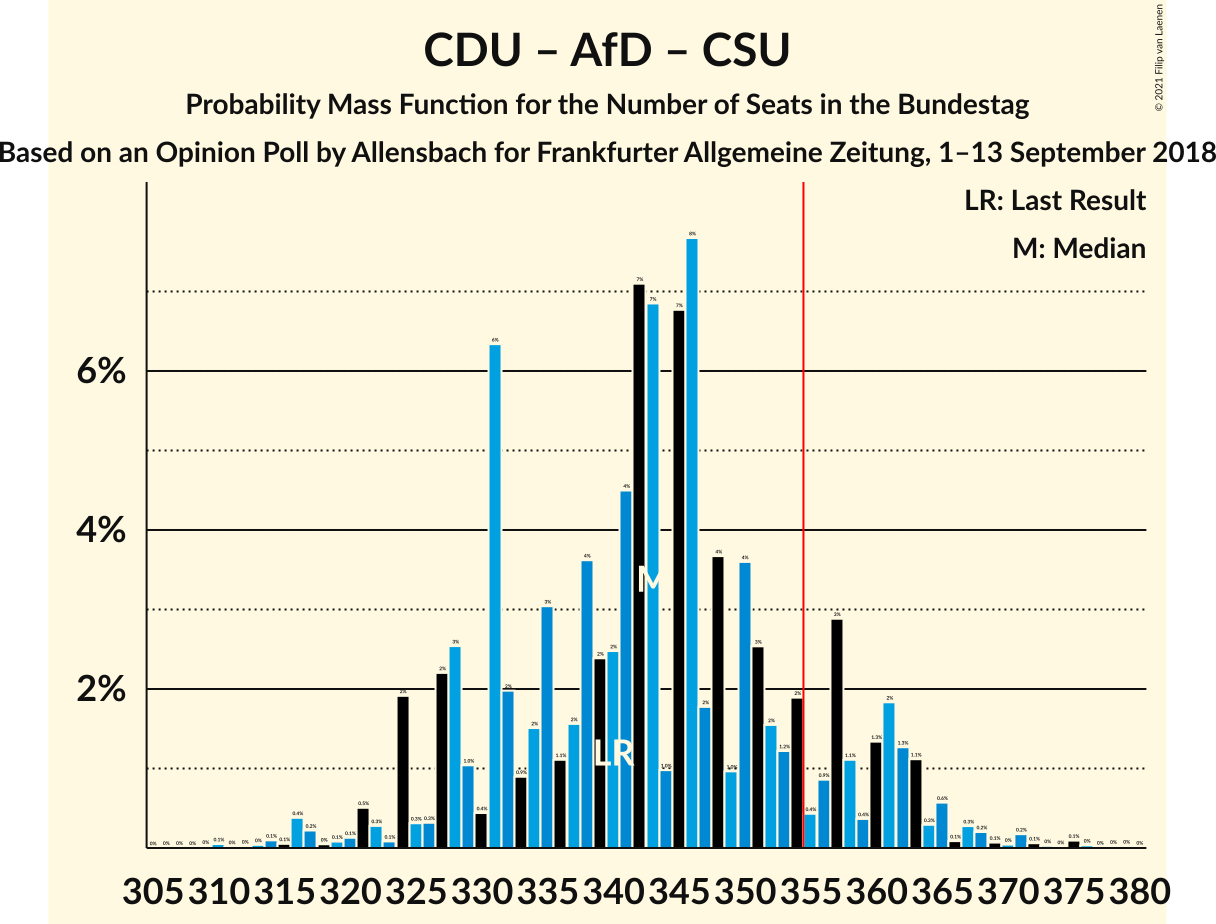 CDU – AfD – CSU
Probability Mass Function for the Number of Seats in the Bundestag
Based on an Opinion Poll by Allensbach for Frankfurter Allgemeine Zeitung, 1–13 September 2018
© 2021 Filip van Laenen
LR: Last Result
M: Median
6%
4%
2%
M
LR
305 310 315 320 325 330 335 340 345 350 355 360 365 370 375 380